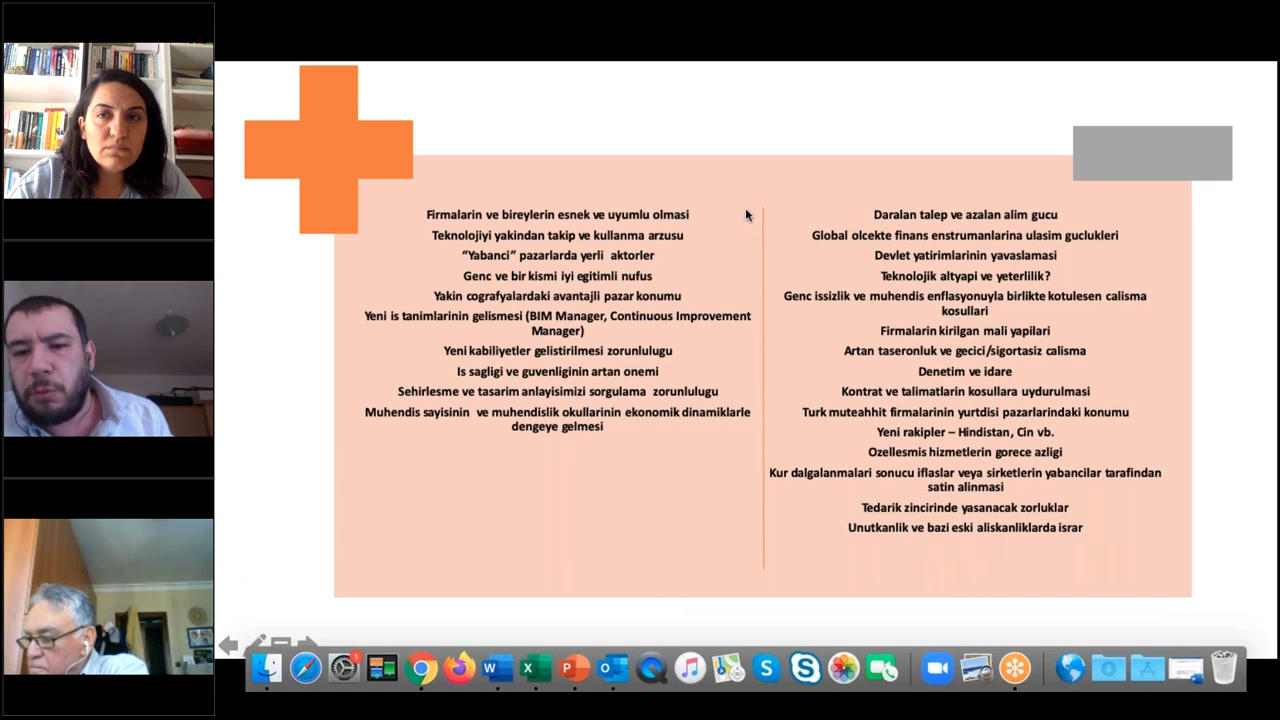 Firmalarin ve bireylerin esnek ve uyumlu olmasi
Teknolojiyi yakindan takip ve kullanma arzusu
“Yabanci” pazarlarda yerli aktorler
Genc ve bir kismi iyi egitimli nufus
Yakin cografyalardaki avantajli pazar konumu
Yeni is tanimlarinin gelismesi (BIM Manager, Continuous Improvement
Manager)
Yeni kabiliyetler gelistirilmesi zorunlulugu
Is sagligi ve guvenliginin artan onemi
Sehirlesme ve tasarim anlayisimizi sorgulama zorunlulugu
Muhendis sayisinin ve muhendislik okullarinin ekonomik dinamiklarle
dengeye gelmesi
Daralan talep ve azalan alim gucu
Global olcekte finans enstrumanlarina ulasim guclukleri
Devlet yatirimlarinin yavaslamasi
Teknolojik altyapi ve yeterlilik?
Genc issizlik ve muhendis enflasyonuyla birlikte kotulesen calisma
kosullari
Firmalarin kirilgan mali yapilari
Artan taseronluk ve gecici/sigortasiz calisma
Denetim ve idare
Kontrat ve talimatlarin kosullara uydurulmasi
Turk muteahhit firmalarinin yurtdisi pazarlarindaki konumu
Yeni rakipler – Hindistan, Cin vb.
Ozellesmis hizmetlerin gorece azligi
Kur dalgalanmalari sonucu iflaslar veya sirketlerin yabancilar tarafindan
satin alinmasi
Tedarik zincirinde yasanacak zorluklar
Unutkanlik ve bazi eski aliskanliklarda israr